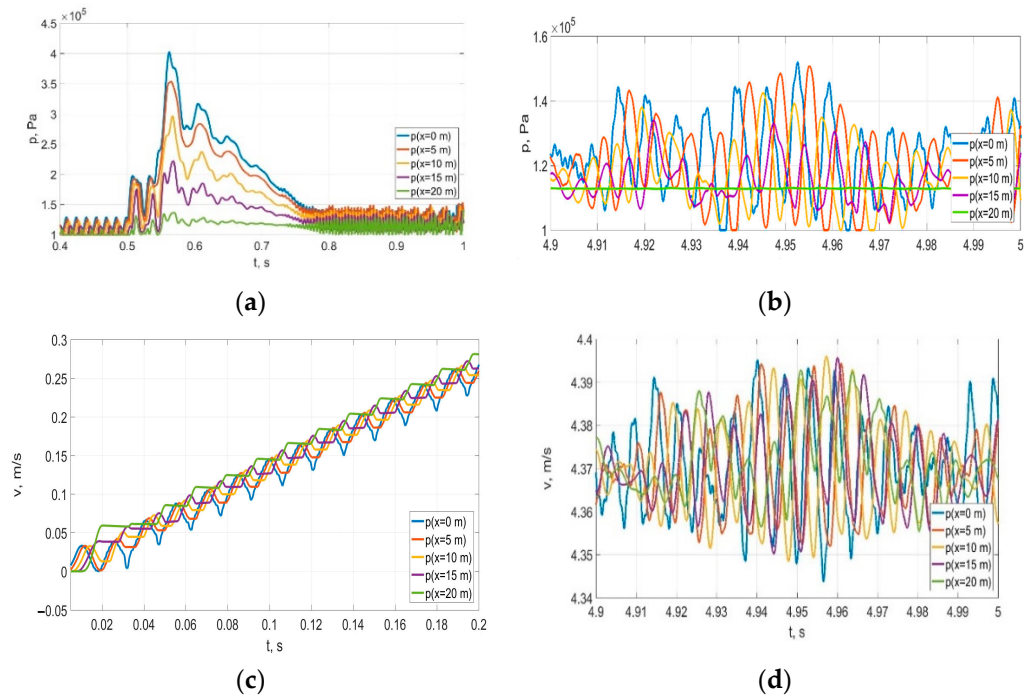 ×10⁵
4.5
4
3.5
3
2.5
2
1.5
1
p, Pa
0.4 0.5 0.6 0.7 0.8 0.9 1
t, s
p(x=0 m)
p(x=5 m)
p(x=10 m)
p(x=15 m)
p(x=20 m)
(a)
×10⁵
1.6
1.4
1.2
1
p, Pa
4.9 4.91 4.92 4.93 4.94 4.95 4.96 4.97 4.98 4.99 5
t, s
p(x=0 m)
p(x=5 m)
p(x=10 m)
p(x=15 m)
p(x=20 m)
(b)
0.3
0.25
0.20
0.15
0.1
0.05
0
−0.05
v, m/s
0.02 0.04 0.06 0.08 0.1 0.12 0.14 0.16 0.18 0.2
t, s
p(x=0 m)
p(x=5 m)
p(x=10 m)
p(x=15 m)
p(x=20 m)
(c)
4.4
4.39
4.38
4.37
4.36
4.35
4.34
v, m/s
4.9 4.91 4.92 4.93 4.94 4.95 4.96 4.97 4.98 4.99 5
t, s
p(x=0 m)
p(x=5 m)
p(x=10 m)
p(x=15 m)
p(x=20 m)
(d)